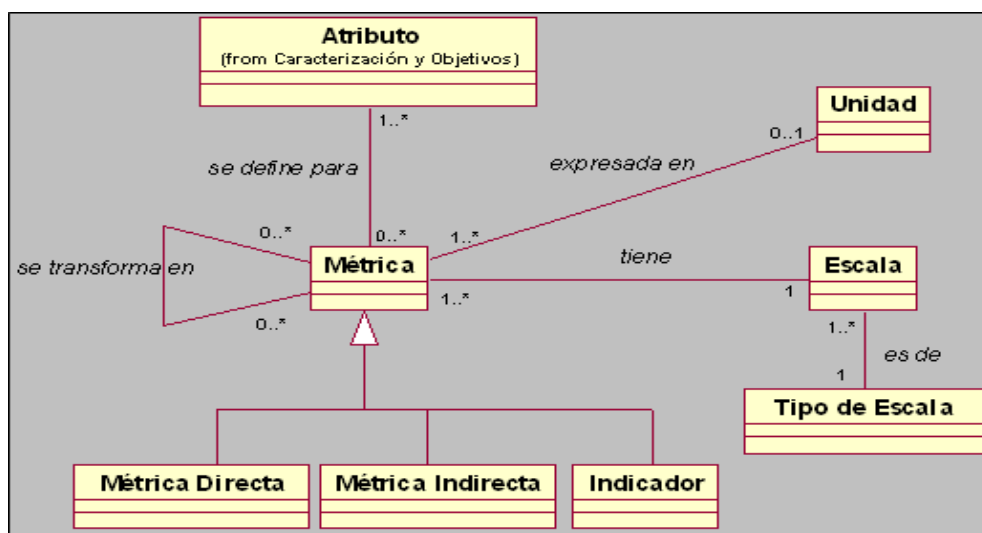 Atributo
(from Caracterización y Objetivos)
Unidad
1..*
0..1
se define para
expresada en
0..*
0..*
1..*
tiene
se transforma en
Métrica
Escala
1..*
1
0..*
1..*
es de
1
Tipo de Escala
Métrica Directa
Métrica Indirecta
Indicador